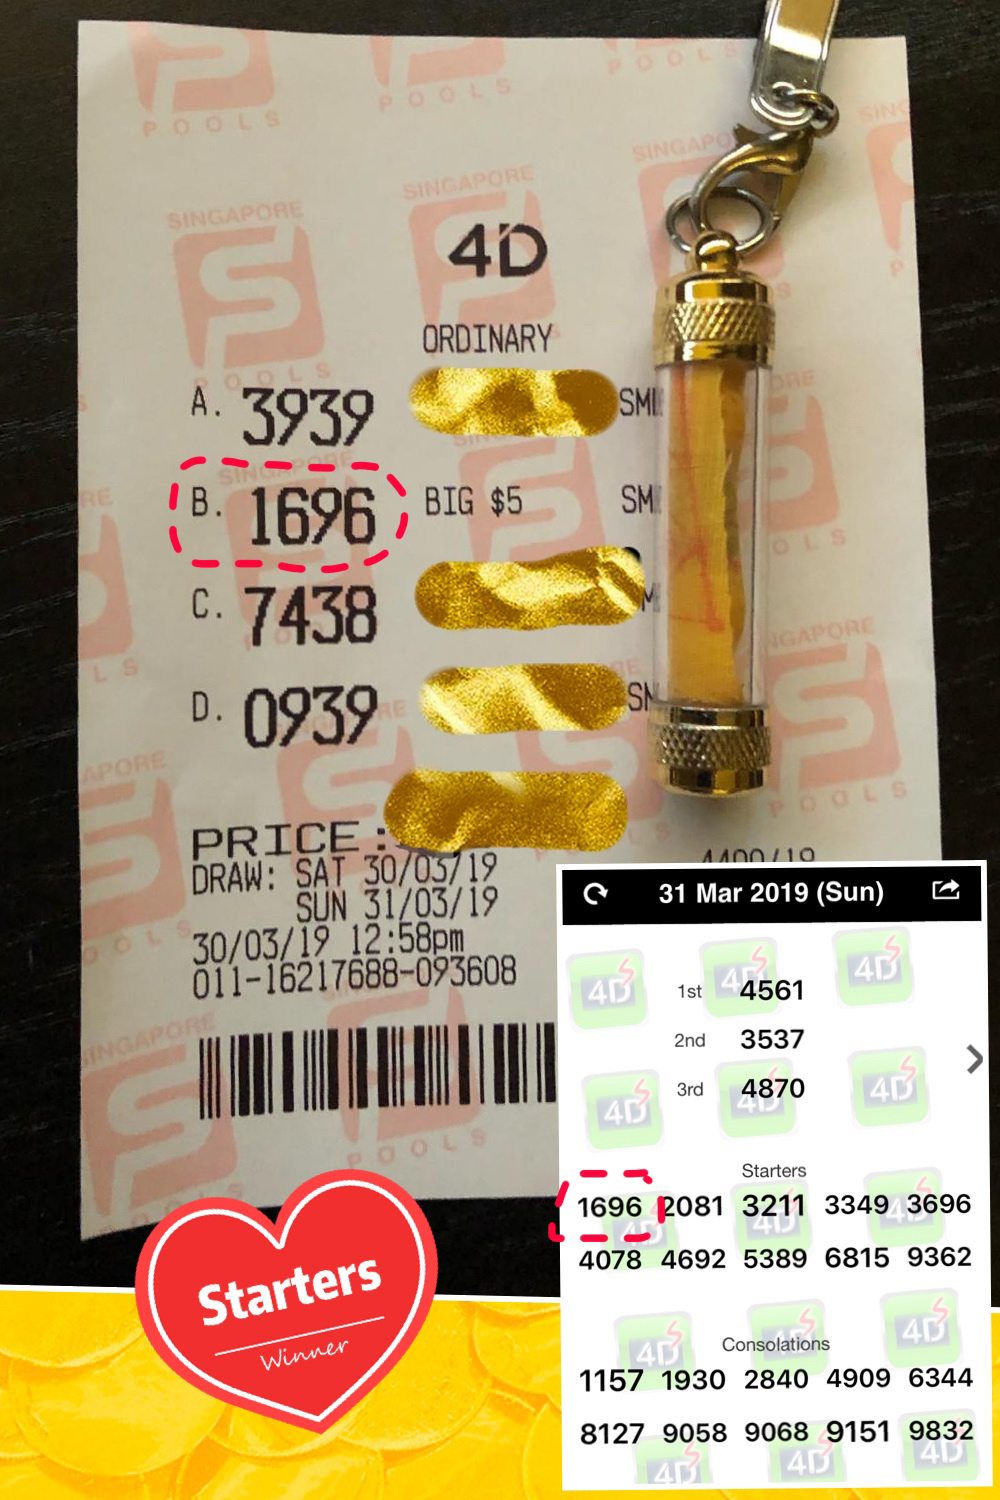 SINGAPORE
POOLS
4D
ORDINARY
A. 3939
B. 1696 BIG $5
C. 7438
D. 0939
PRICE:
DRAW: SAT 30/03/19
SUN 31/03/19
30/03/19 12:58pm
011-16217688-093608
31 Mar 2019 (Sun)
1st 4561
2nd 3537
3rd 4870
Starters
1696 2081 3211 3349 3696
4078 4692 5389 6815 9362
Consolations
1157 1930 2840 4909 6344
8127 9058 9068 9151 9832
Starters
Winner